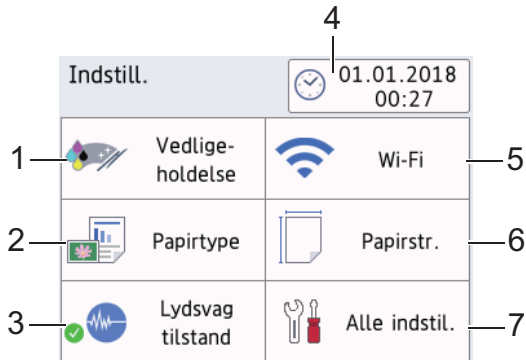 4
Indstill.
01.01.2018
00:27
1
Vedlige-
holdelse
Wi-Fi
5
2
Papirtype
Papirstr.
6
3
Lydsvag
tilstand
Alle indstil.
7